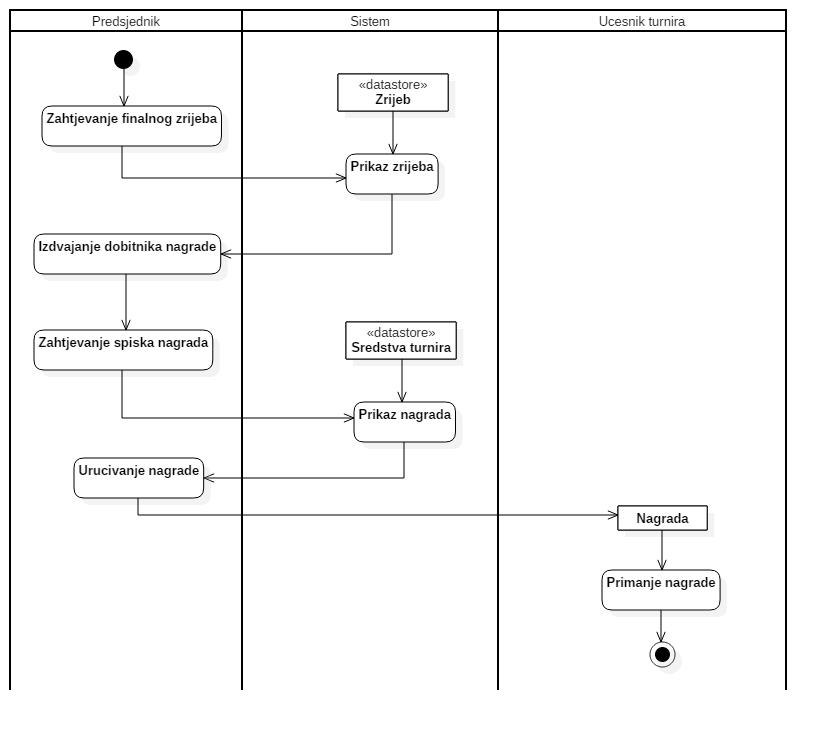 Predsjednik
Sistem
Ucesnik turnira
«datastore»
Zrijeb
Zahtjevanje finalnog zrijeba
Prikaz zrijeba
Izdvajanje dobitnika nagrade
«datastore»
Sredstva turnira
Zahtjevanje spiska nagrada
Prikaz nagrada
Urucivanje nagrade
Nagrada
Primanje nagrade